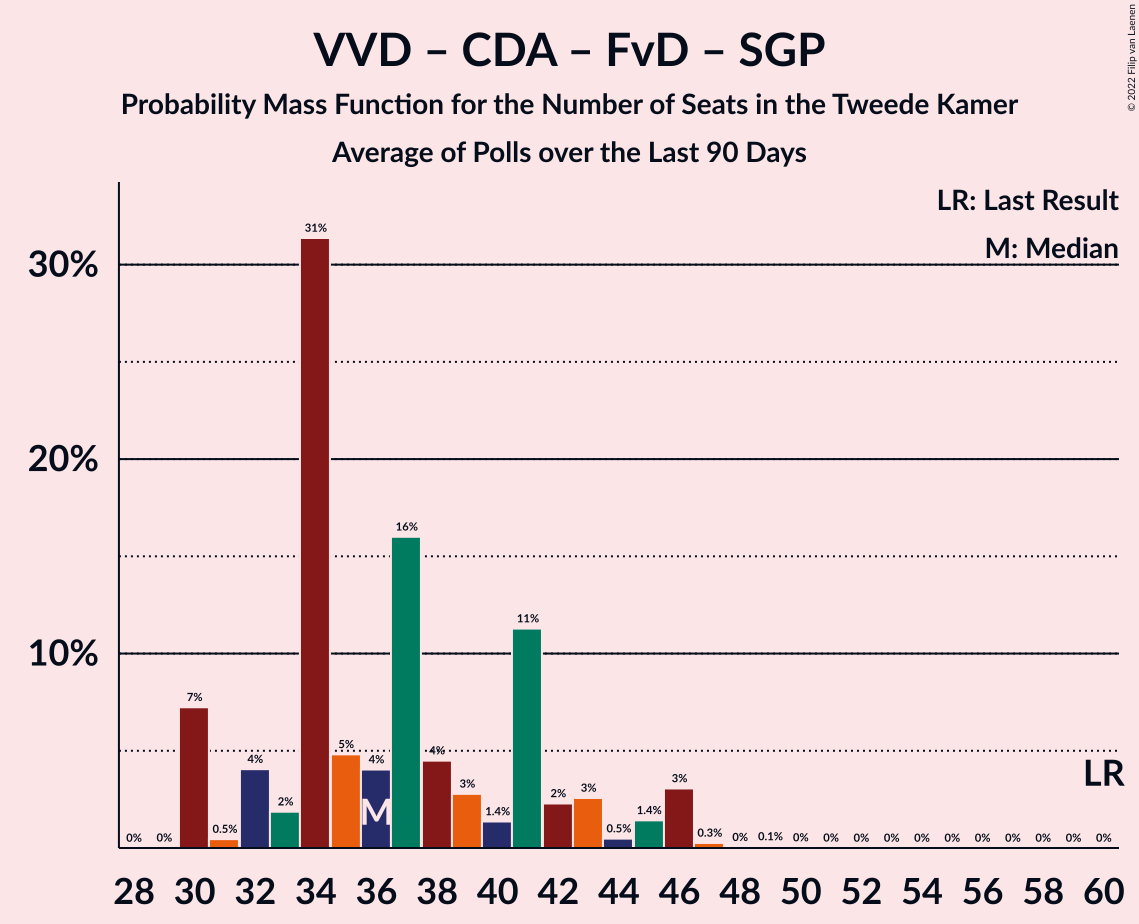 VVD – CDA – FvD – SGP
Probability Mass Function for the Number of Seats in the Tweede Kamer
Average of Polls over the Last 90 Days
© 2022 Filip van Laenen
LR: Last Result
M: Median
30%
20%
10%
0% 0% 7% 0.5% 4% 2% 31% 5% 4% 16% 4% 3% 1.4% 11% 2% 3% 0.5% 1.4% 3% 0.3% 0% 0.1% 0% 0% 0% 0% 0% 0% 0% 0% 0% 0% 0%
M
LR
28 30 32 34 36 38 40 42 44 46 48 50 52 54 56 58 60